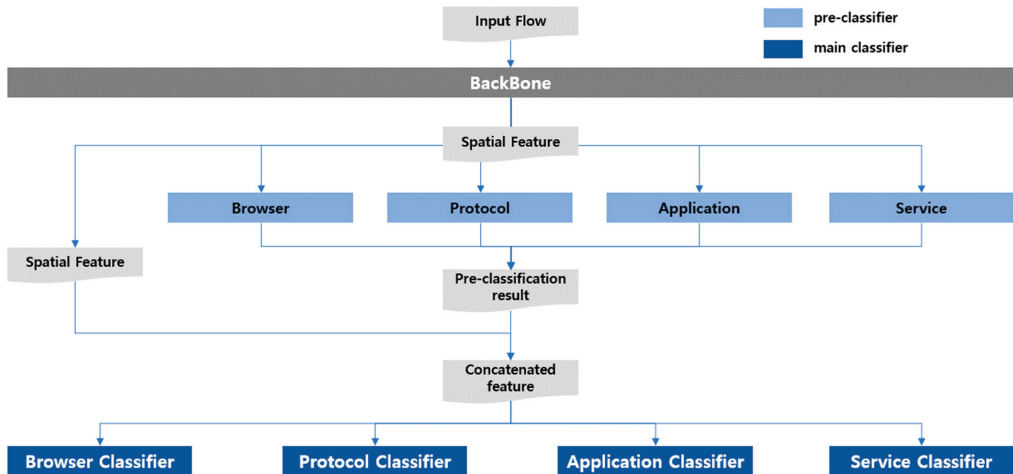 Input Flow
pre-classifier
main classifier
BackBone
Spatial Feature
Browser
Protocol
Application
Service
Spatial Feature
Pre-classification
result
Concatenated
feature
Browser Classifier
Protocol Classifier
Application Classifier
Service Classifier